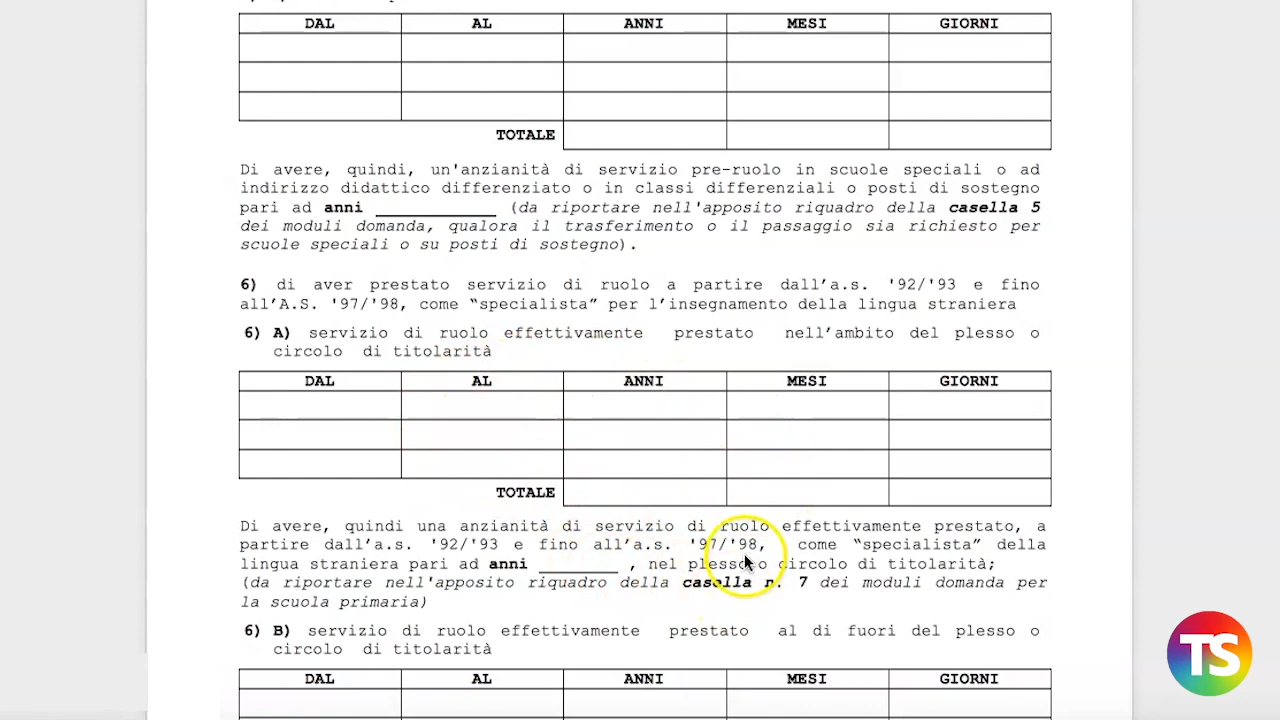 DAL AL ANNI MESI GIORNI
TOTALE
Di avere, quindi, un'anzianità di servizio pre-ruolo in scuole speciali o ad
indirizzo didattico differenziato o in classi differenziali o posti di sostegno
pari ad anni ____________ (da riportare nell'apposito riquadro della casella 5
dei moduli domanda, qualora il trasferimento o il passaggio sia richiesto per
scuole speciali o su posti di sostegno).
6) di aver prestato servizio di ruolo a partire dall’a.s. '92/'93 e fino
all’A.S. '97/'98, come “specialista” per l’insegnamento della lingua straniera
6) A) servizio di ruolo effettivamente prestato nell’ambito del plesso o
circolo di titolarità
DAL AL ANNI MESI GIORNI
TOTALE
Di avere, quindi una anzianità di servizio di ruolo effettivamente prestato, a
partire dall’a.s. '92/'93 e fino all’a.s. '97/'98, come “specialista” della
lingua straniera pari ad anni ________ , nel plesso o circolo di titolarità;
(da riportare nell'apposito riquadro della casella n. 7 dei moduli domanda per
la scuola primaria)
6) B) servizio di ruolo effettivamente prestato al di fuori del plesso o
circolo di titolarità
DAL AL ANNI MESI GIORNI
TS